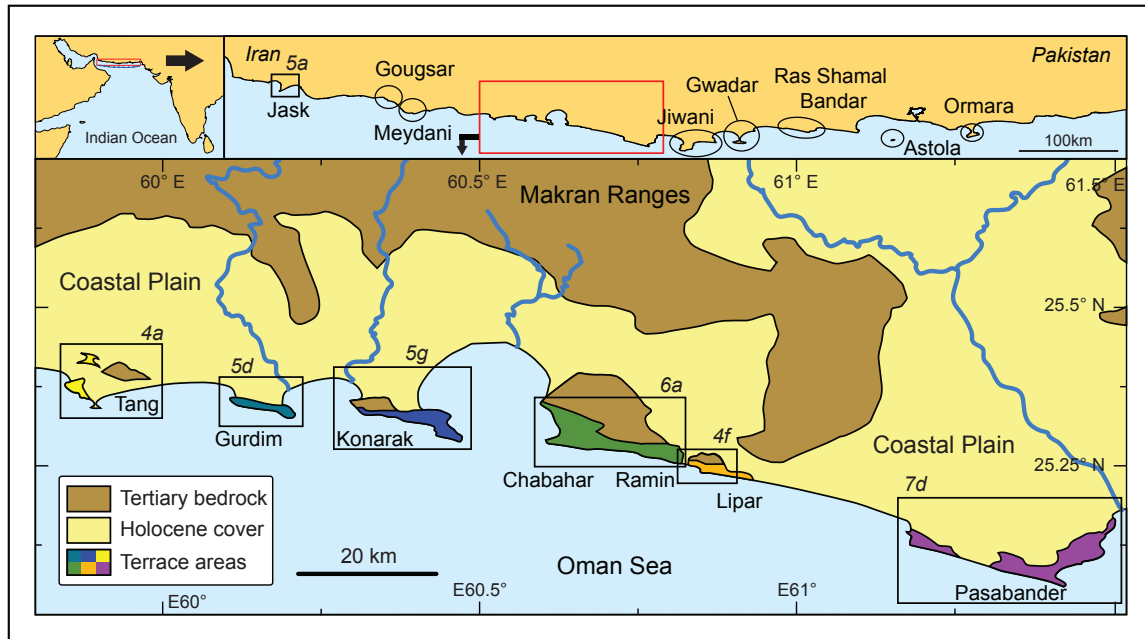 Indian Ocean
Iran
5a
Jask
Gougsar
Meydani
Jiwani
Gwadar
Ras Shamal
Bandar
Astola
Ormara
Pakistan
100km
60° E
60.5° E
61° E
61.5° E
Makran Ranges
Coastal Plain
25.5° N
4a
Tang
5d
Gurdim
5g
Konarak
6a
Chabahar
Ramin
4f
Lipar
Coastal Plain
25.25° N
7d
Pasabander
Tertiary bedrock
Holocene cover
Terrace areas
20 km
Oman Sea
E60°
E60.5°
E61°